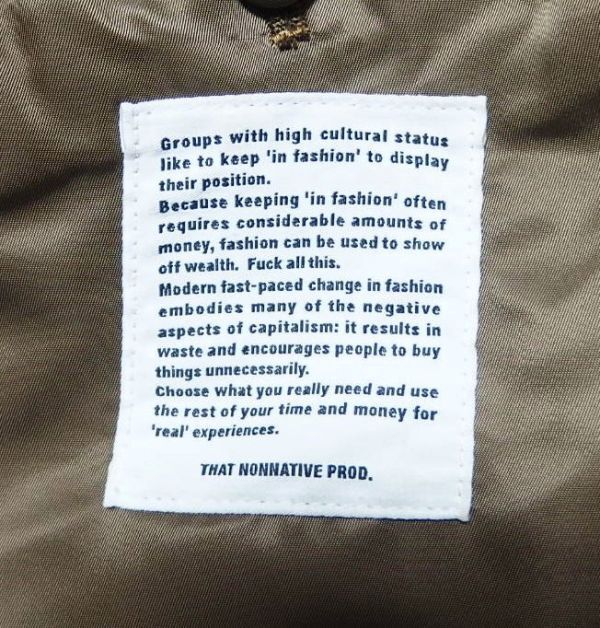 Groups with high cultural status
like to keep 'in fashion' to display
their position.
Because keeping 'in fashion' often
requires considerable amounts of
money, fashion can be used to show
off wealth. Fuck all this.
Modern fast-paced change in fashion
embodies many of the negative
aspects of capitalism: it results in
waste and encourages people to buy
things unnecessarily.
Choose what you really need and use
the rest of your time and money for
'real' experiences.
THAT NONNATIVE PROD.